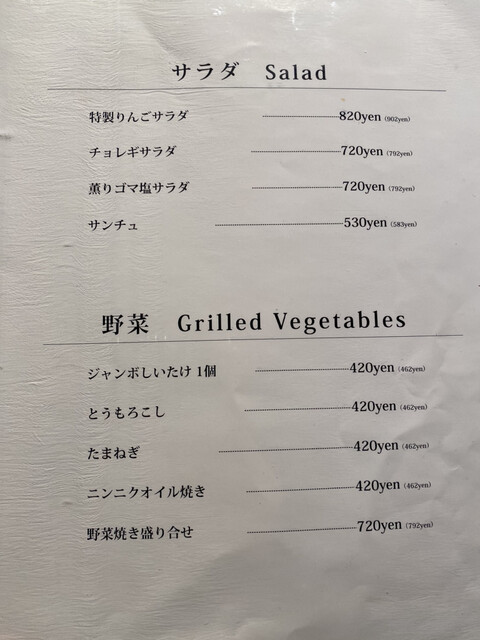 サラダ Salad
特製りんごサラダ 820yen (902yen)
チョレギサラダ 720yen (792yen)
薫りゴマ塩サラダ 720yen (792yen)
サンチュ 530yen (583yen)
野菜 Grilled Vegetables
ジャンボしいたけ 1個 420yen (462yen)
とうもろこし 420yen (462yen)
たまねぎ 420yen (462yen)
ニンニクオイル焼き 420yen (462yen)
野菜焼き盛り合せ 720yen (792yen)